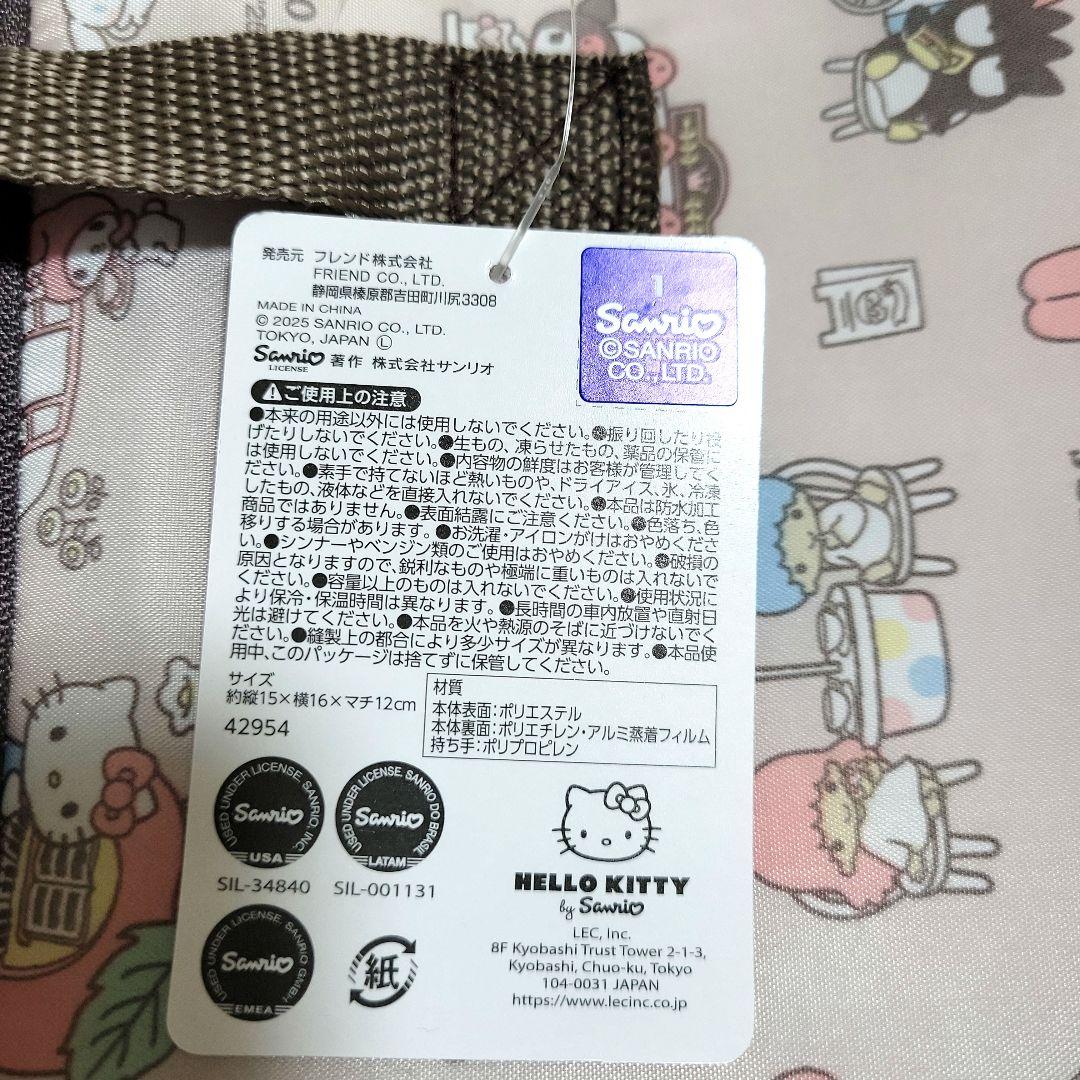 発売元 フレンド株式会社
FRIEND CO., LTD.
静岡県榛原郡吉田町川尻3308
MADE IN CHINA
© 2025 SANRIO CO., LTD.
TOKYO, JAPAN Ⓛ
Sanrio 著作 株式会社サンリオ
LICENSE
1
Sanrio
©SANRIO
CO.,LTD.
⚠ご使用上の注意
●本来の用途以外には使用しないでください。●振り回したり投
げたりしないでください。●生もの、凍らせたもの、薬品の保管に
は使用しないでください。●内容物の鮮度はお客様が管理してく
ださい。●素手で持てないほど熱いものや、ドライアイス、氷、冷凍
したもの、液体などを直接入れないでください。●本品は防水加工
商品ではありません。●表面結露にご注意ください。●色落ち、色
移りする場合があります。●お洗濯・アイロンがけはおやめくださ
い。●シンナーやベンジン類のご使用はおやめください。●破損の
原因となりますので、鋭利なものや極端に重いものは入れないで
ください。●容量以上のものは入れないでください。●使用状況に
より保冷・保温時間は異なります。●長時間の車内放置や直射日
光は避けてください。●本品を火や熱源のそばに近づけないでく
ださい。●縫製上の都合により多少サイズが異なります。●本品使
用中、このパッケージは捨てずに保管してください。
サイズ
約縦15×横16×マチ12cm
42954
材質
本体表面:ポリエステル
本体裏面:ポリエチレン・アルミ蒸着フィルム
持ち手:ポリプロピレン
USED UNDER LICENSE. SANRIO, INC.
Sanrio
USA
SIL-34840
USED UNDER LICENSE. SANRIO DO BRASIL
Sanrio
LATAM
SIL-001131
USED UNDER LICENSE. SANRIO GMBH
Sanrio
EMEA
紙
HELLO KITTY
by Sanrio
LEC, Inc.
8F Kyobashi Trust Tower 2-1-3,
Kyobashi, Chuo-ku, Tokyo
104-0031 JAPAN
https://www.lecinc.co.jp